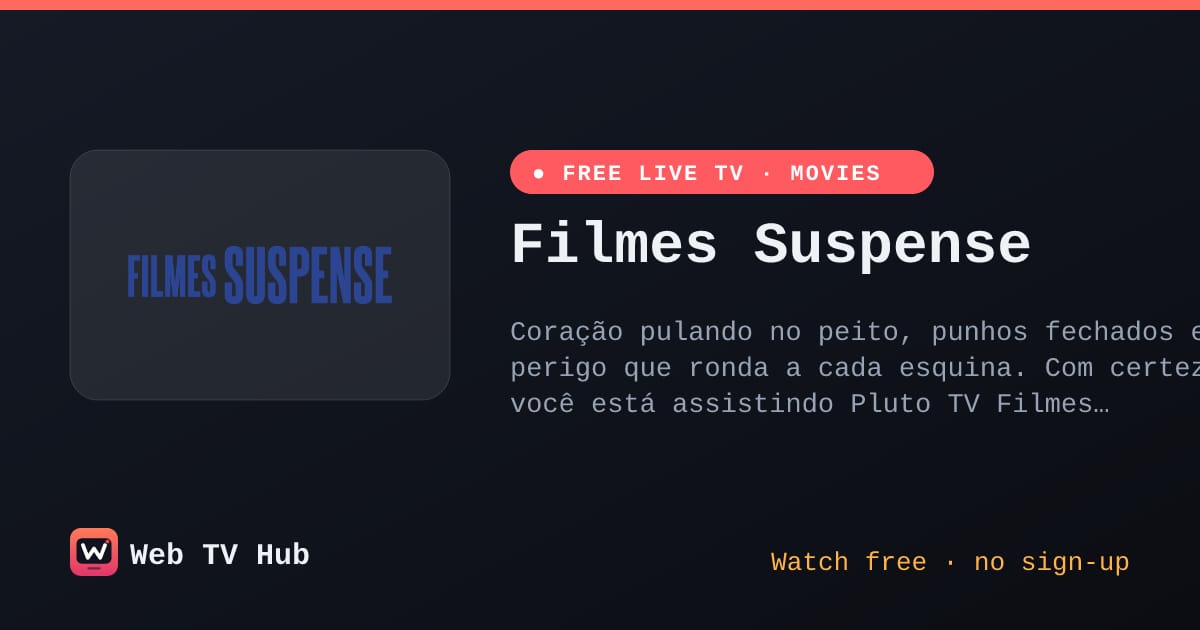 FILMES SUSPENSE
• FREE LIVE TV · MOVIES
Filmes Suspense
Coração pulando no peito, punhos fechados e
perigo que ronda a cada esquina. Com
você está assistindo Pluto TV Filmes…
W Web TV Hub
Watch free · no sign-up